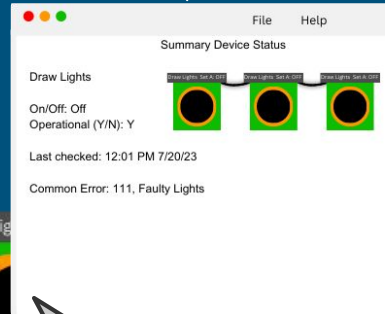 File Help
Summary Device Status
Draw Lights
Draw Lights Set A: OFF
Draw Lights Set A: OFF
Draw Lights Set A: OFF
On/Off: Off
Operational (Y/N): Y
Last checked: 12:01 PM 7/20/23
Common Error: 111, Faulty Lights
ig